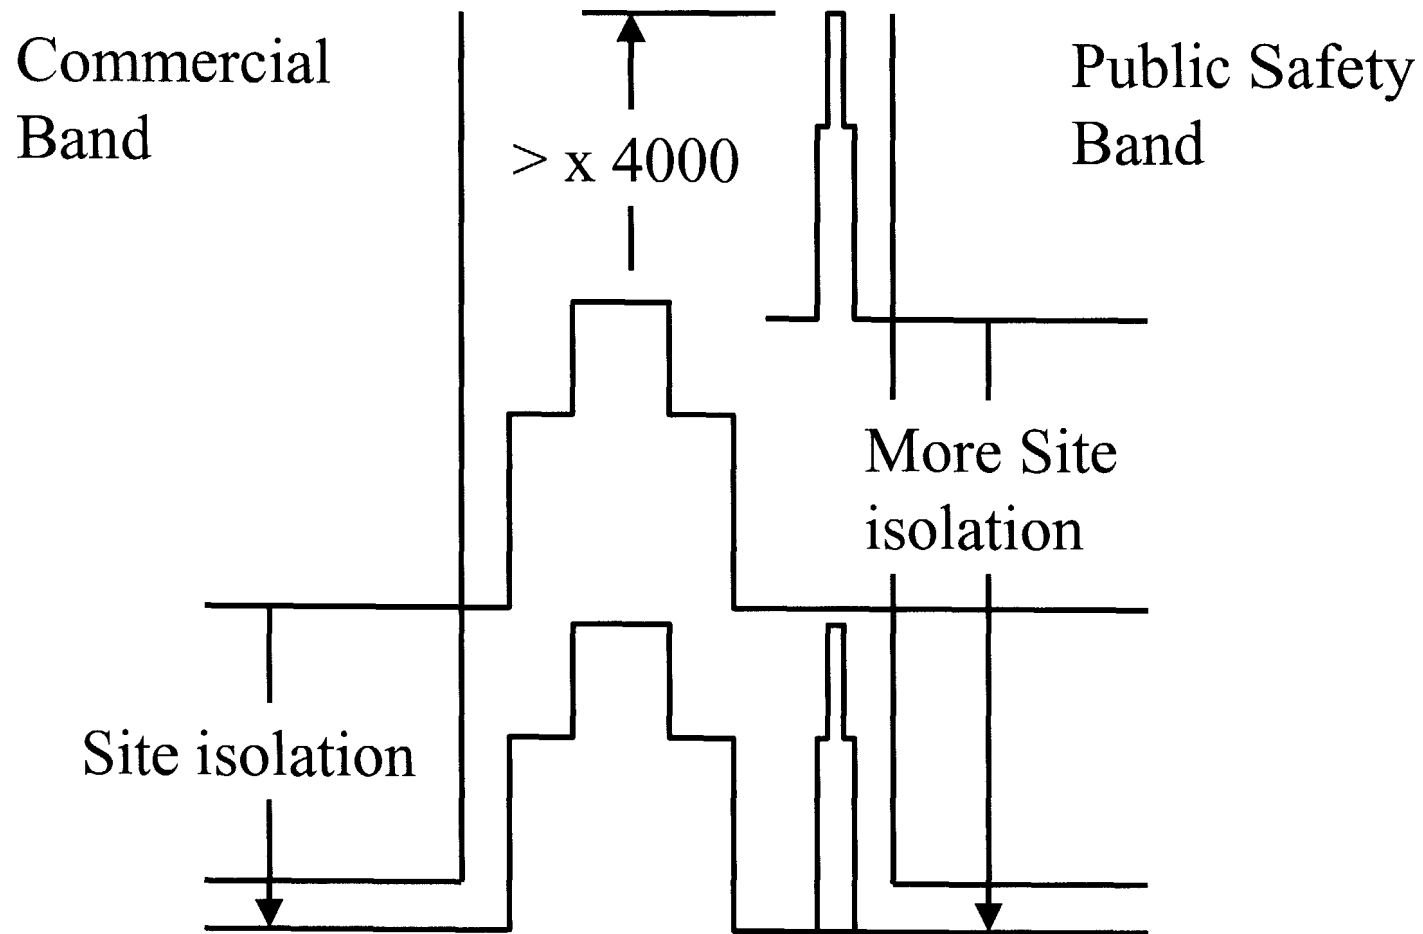 Commercial
Band
> x 4000
Public Safety
Band
More Site
isolation
Site isolation